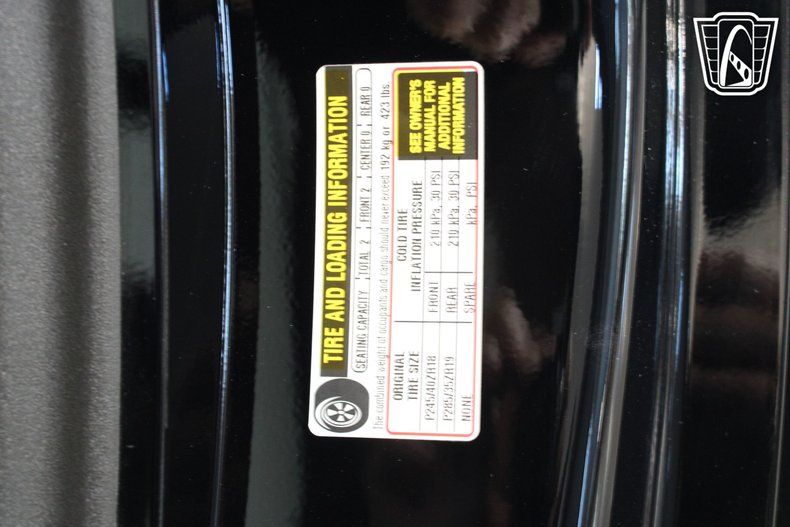 TIRE AND LOADING INFORMATION
SEATING CAPACITY TOTAL 2 FRONT 2 CENTER 0 REAR 0
The combined weight of occupants and cargo should never exceed 192 kg or 423 lbs.
ORIGINAL TIRE SIZE
COLD TIRE INFLATION PRESSURE
SEE OWNER'S
MANUAL FOR
ADDITIONAL
INFORMATION
P245/40ZR18 FRONT 210 kPa, 30 PSI
P285/35ZR19 REAR 210 kPa, 30 PSI
NONE SPARE kPa, PSI